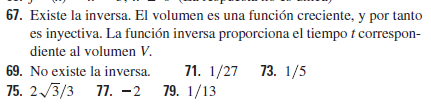 67. Existe la inversa. El volumen es una función creciente, y por tanto
es inyectiva. La función inversa proporciona el tiempo t correspon-
diente al volumen V.
69. No existe la inversa. 71. 1/27 73. 1/5
75. 2√3/3 77. −2 79. 1/13